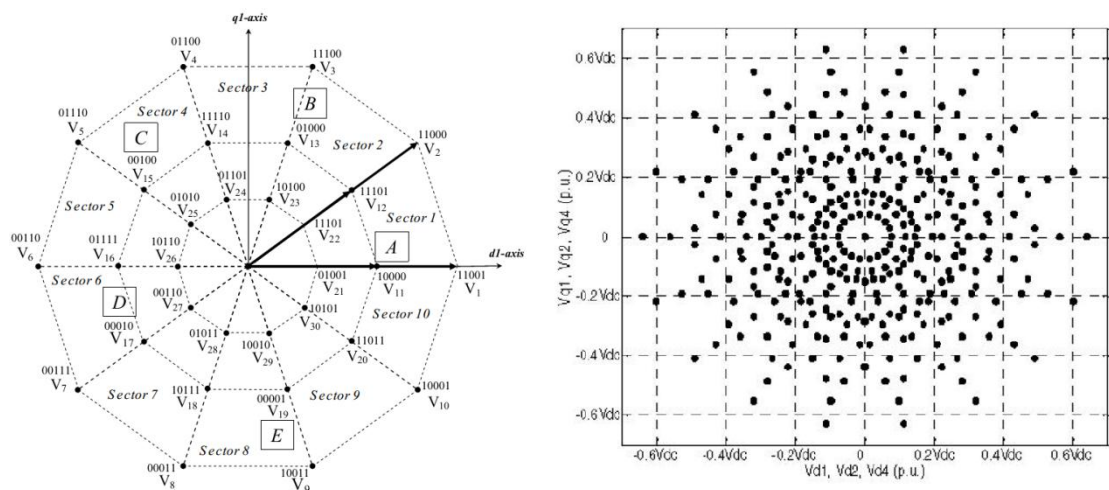 q1-axis
01100
V4
11100
V3
Sector 3
B
Sector 4
01110
V5
C
11110
V14
01000
V13
Sector 2
11000
V2
00100
V15
01101
V24
10100
V23
11101
V12
Sector 1
Sector 5
01010
V25
11101
V22
A
d1-axis
00110
V6
01111
V16
10110
V26
01001
V21
10000
V11
11001
V1
Sector 6
D
00110
V27
10101
V30
Sector 10
00010
V17
01011
V28
10010
V29
11011
V20
00111
V7
Sector 7
10111
V18
00001
V19
Sector 9
10001
V10
E
Sector 8
00011
V8
10011
V9
0.6Vdc
0.4Vdc
0.2Vdc
0
-0.2Vdc
-0.4Vdc
-0.6Vdc
Vq1, Vq2, Vq4 (p.u.)
-0.6Vdc -0.4Vdc -0.2Vdc 0 0.2Vdc 0.4Vdc 0.6Vdc
Vd1, Vd2, Vd4 (p.u.)